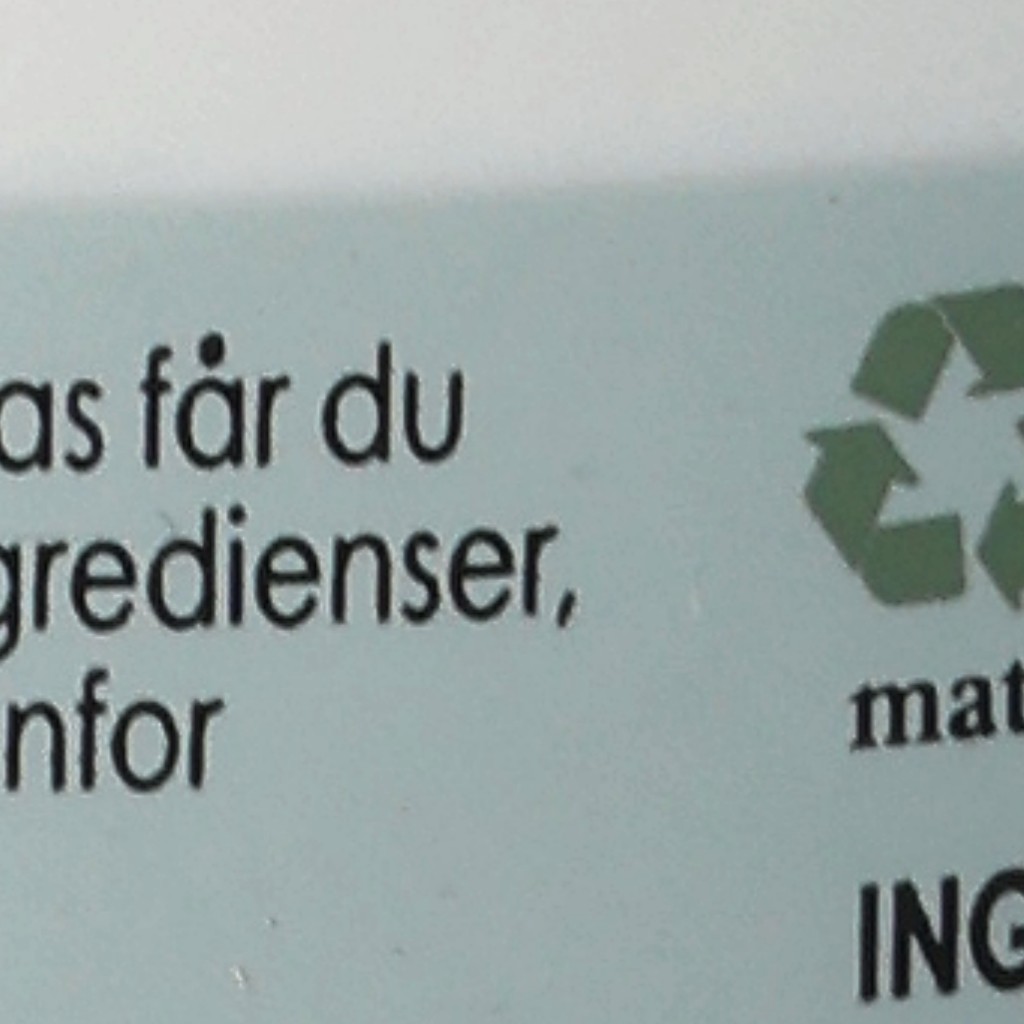 as får du
gredienser,
nfor
mat
ING